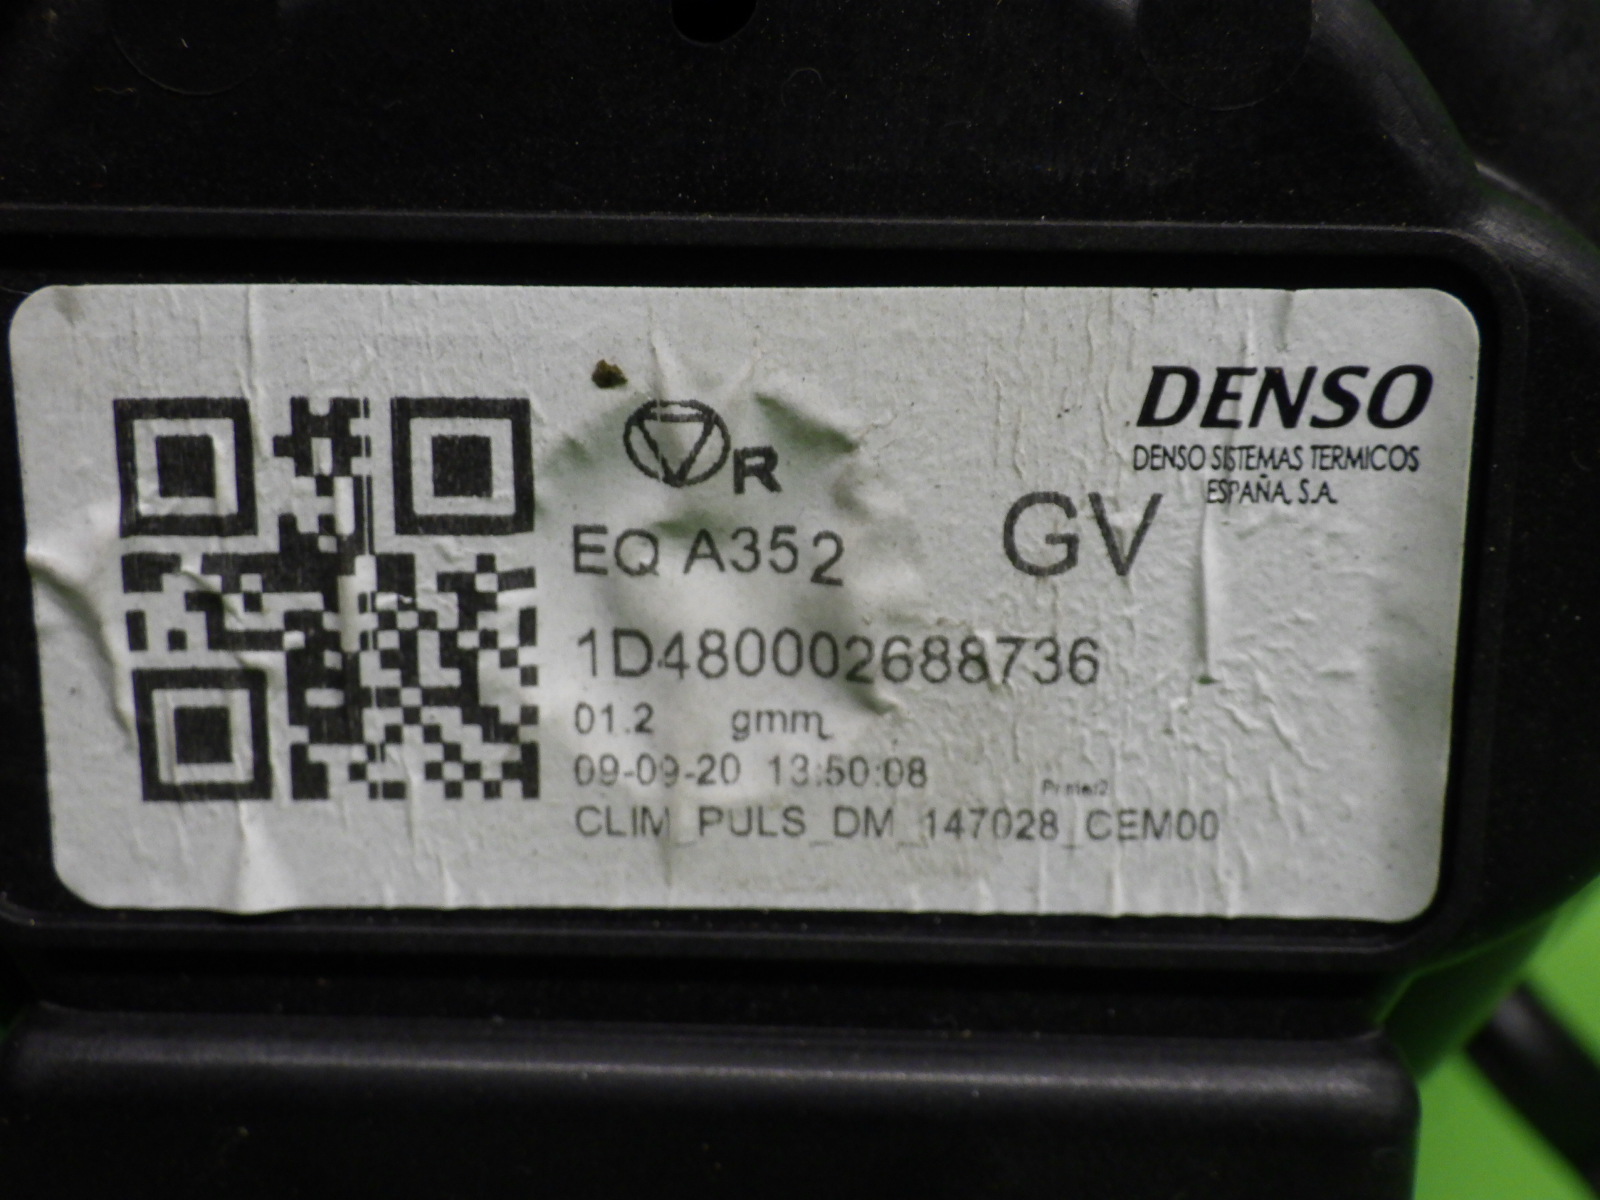 DENSO
DENSO SISTEMAS TERMICOS
ESPAÑA, S.A.
R
EQ A352
GV
1D480002688736
01.2 gmm
09-09-20 13:50:08
Printer2
CLIM_PULS_DM_147028_CEM00